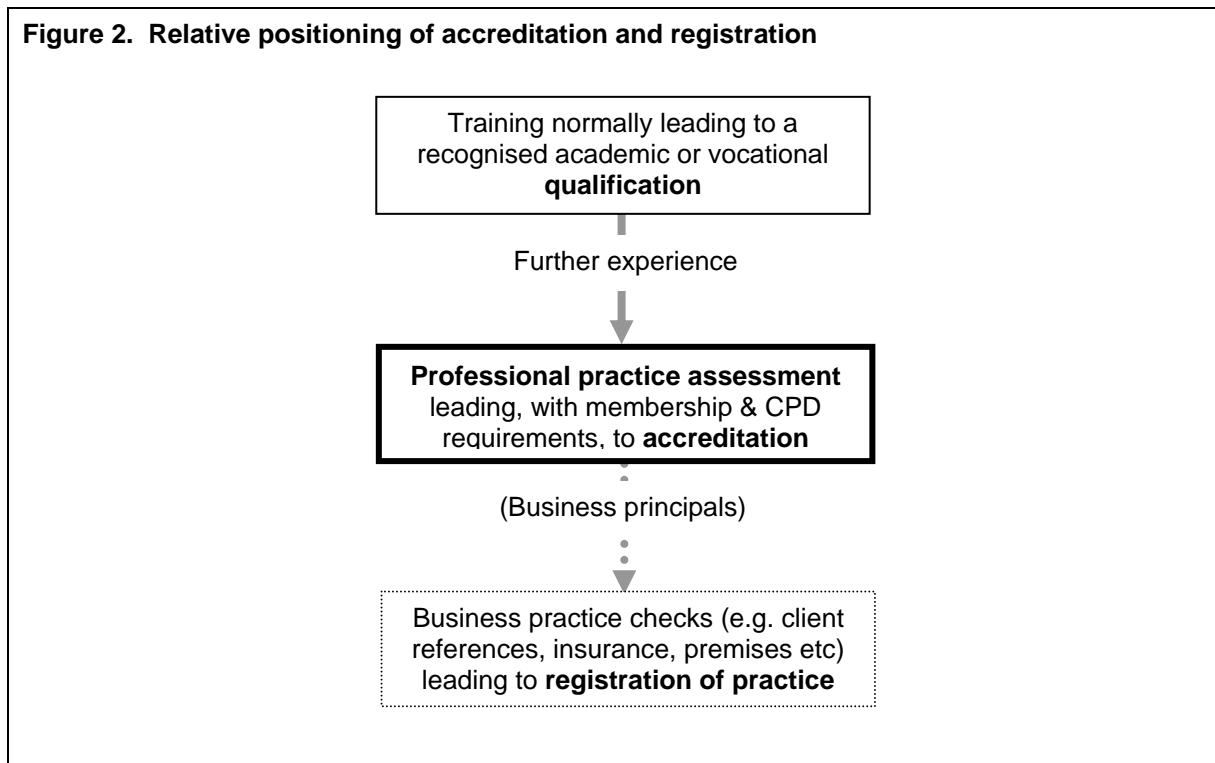 Figure 2.  Relative positioning of accreditation and registration
Training normally leading to a
recognised academic or vocational
qualification
Further experience
Professional practice assessment
leading, with membership & CPD
requirements, to accreditation
(Business principals)
Business practice checks (e.g. client
references, insurance, premises etc)
leading to registration of practice